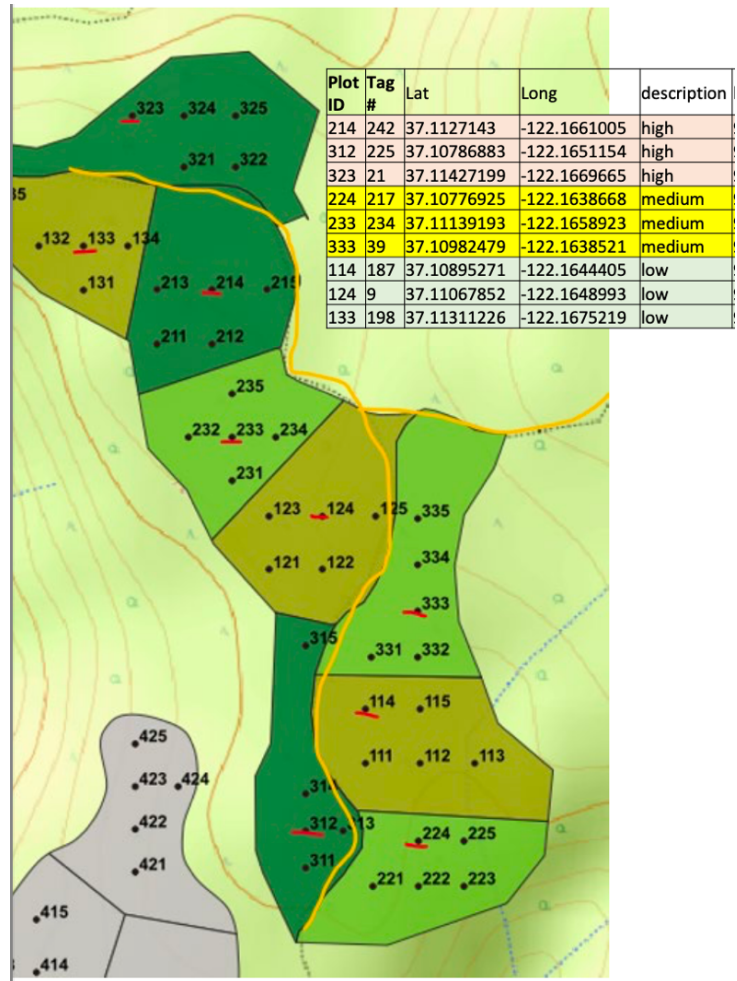 Plot ID Tag # Lat Long description
214 242 37.1127143 -122.1661005 high
312 225 37.10786883 -122.1651154 high
323 21 37.11427199 -122.1669665 high
224 217 37.10776925 -122.1638668 medium
233 234 37.11139193 -122.1658923 medium
333 39 37.10982479 -122.1638521 medium
114 187 37.10895271 -122.1644405 low
124 9 37.11067852 -122.1648993 low
133 198 37.11311226 -122.1675219 low
323 324 325
321 322
35
132 133 134
131
213 214 215
211 212
235
232 233 234
231
123 124 125 335
121 122 334
333
315 331 332
114 115
111 112 113
425
423 424 314
422 312 313 224 225
421 311
221 222 223
415
414